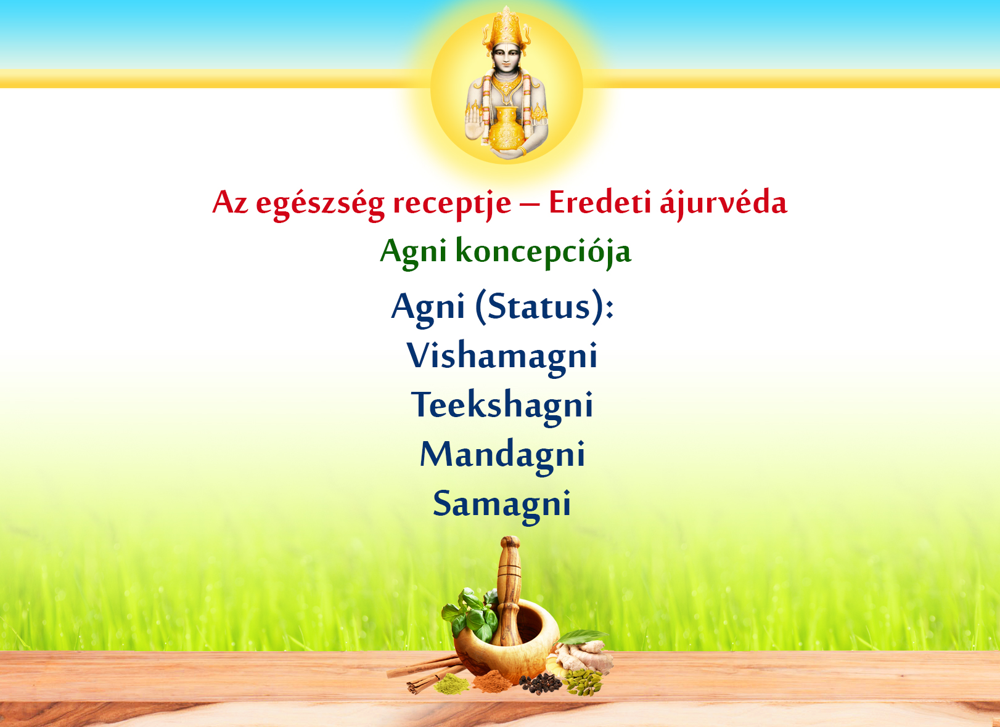 Az egészség receptje – Eredeti ájurvéda
Agni koncepciója
Agni (Status):
Vishamagni
Teekshagni
Mandagni
Samagni